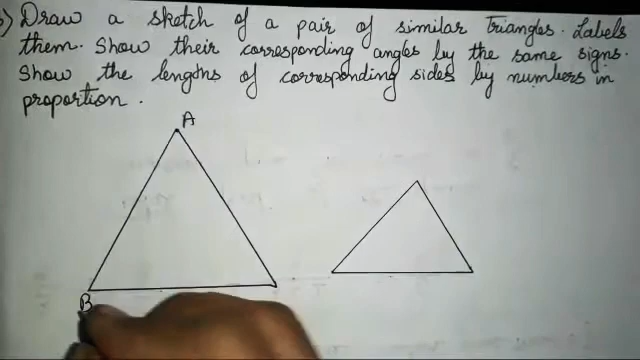 ) Draw a sketch of a pair of similar triangles. Labels
them. Show their corresponding angles by the same signs.
Show the lengths of corresponding sides by numbers in
proportion.
A
B